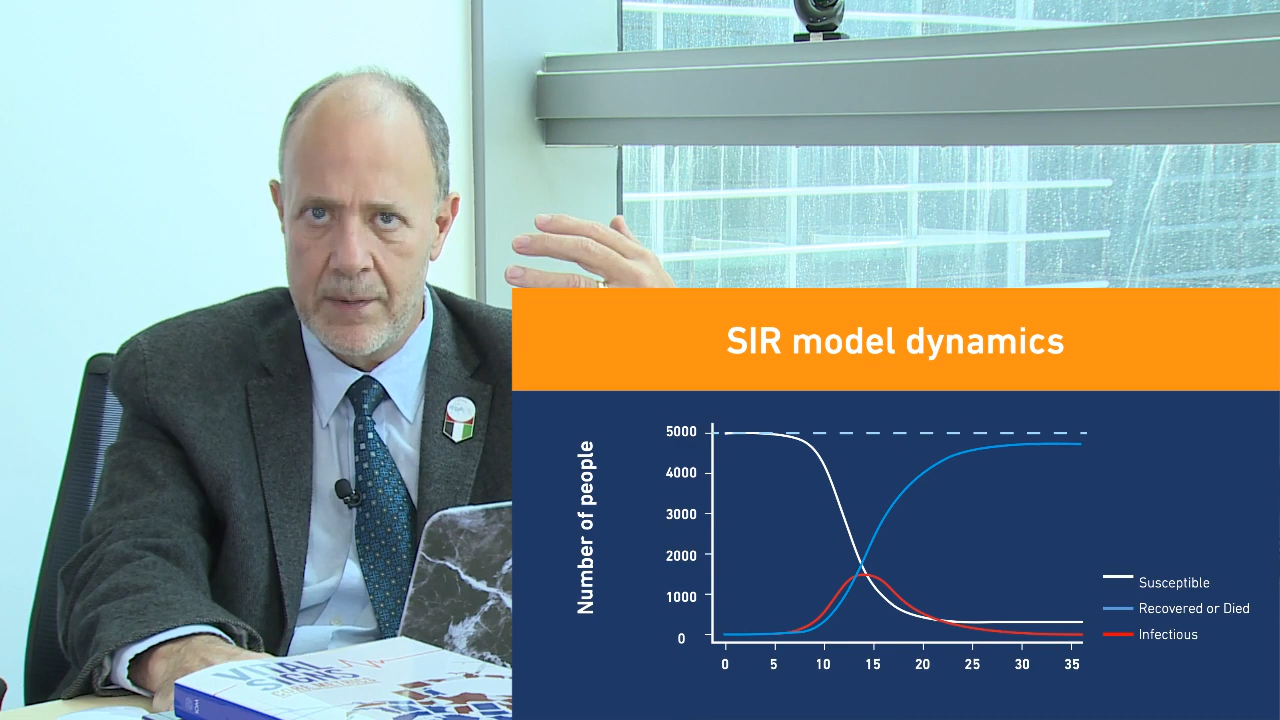 SIR model dynamics
Number of people
5000
4000
3000
2000
1000
0
0 5 10 15 20 25 30 35
Susceptible
Recovered or Died
Infectious
VITAL
SIGNS